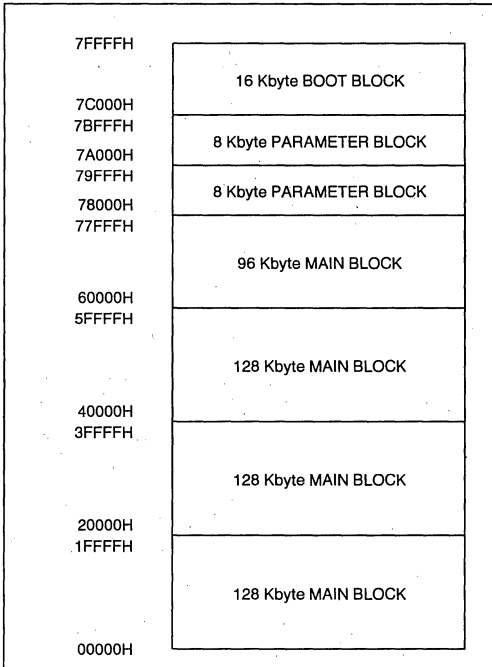 7FFFFH
16 Kbyte BOOT BLOCK
7C000H
7BFFFH
8 Kbyte PARAMETER BLOCK
7A000H
79FFFH
8 Kbyte PARAMETER BLOCK
78000H
77FFFH
96 Kbyte MAIN BLOCK
60000H
5FFFFH
128 Kbyte MAIN BLOCK
40000H
3FFFFH
128 Kbyte MAIN BLOCK
20000H
1FFFFH
128 Kbyte MAIN BLOCK
00000H